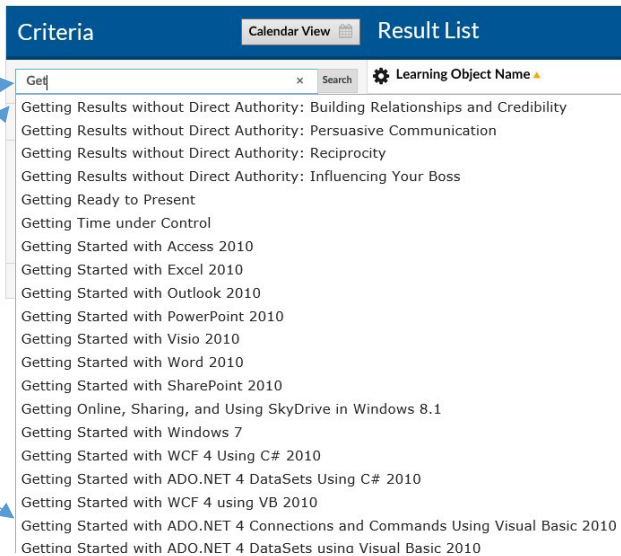 Criteria
Calendar View
Result List
Get
×
Search
Learning Object Name
Getting Results without Direct Authority: Building Relationships and Credibility
Getting Results without Direct Authority: Persuasive Communication
Getting Results without Direct Authority: Reciprocity
Getting Results without Direct Authority: Influencing Your Boss
Getting Ready to Present
Getting Time under Control
Getting Started with Access 2010
Getting Started with Excel 2010
Getting Started with Outlook 2010
Getting Started with PowerPoint 2010
Getting Started with Visio 2010
Getting Started with Word 2010
Getting Started with SharePoint 2010
Getting Online, Sharing, and Using SkyDrive in Windows 8.1
Getting Started with Windows 7
Getting Started with WCF 4 Using C# 2010
Getting Started with ADO.NET 4 DataSets Using C# 2010
Getting Started with WCF 4 using VB 2010
Getting Started with ADO.NET 4 Connections and Commands Using Visual Basic 2010
Getting Started with ADO.NET 4 DataSets using Visual Basic 2010